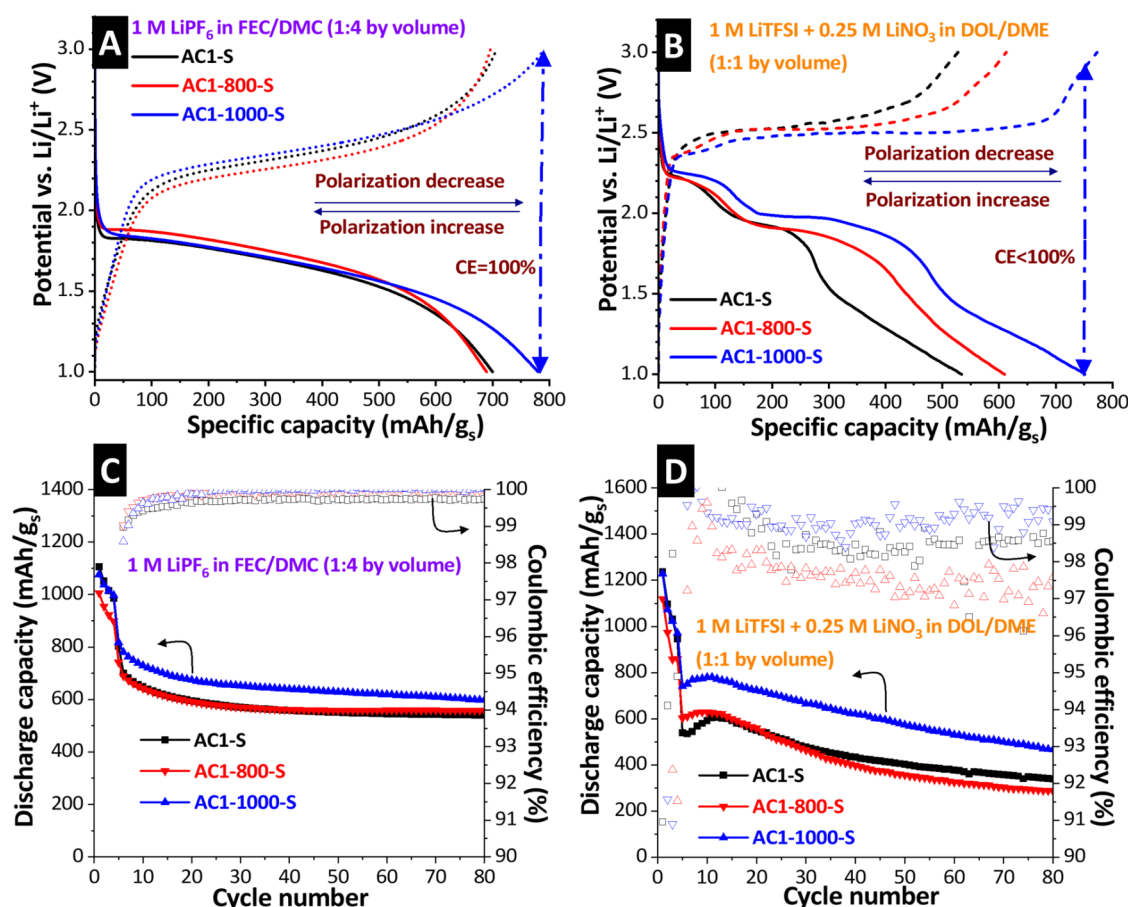 A
1 M LiPF6 in FEC/DMC (1:4 by volume)
AC1-S
AC1-800-S
AC1-1000-S
Polarization decrease
Polarization increase
CE=100%
Potential vs. Li/Li+ (V)
3.0
2.5
2.0
1.5
1.0
0 100 200 300 400 500 600 700 800
Specific capacity (mAh/gs)
B
1 M LiTFSI + 0.25 M LiNO3 in DOL/DME
(1:1 by volume)
Polarization decrease
Polarization increase
CE<100%
AC1-S
AC1-800-S
AC1-1000-S
Potential vs. Li/Li+ (V)
3.0
2.5
2.0
1.5
1.0
0 100 200 300 400 500 600 700 800
Specific capacity (mAh/gs)
C
1 M LiPF6 in FEC/DMC (1:4 by volume)
AC1-S
AC1-800-S
AC1-1000-S
Discharge capacity (mAh/gs)
1400
1200
1000
800
600
400
200
0
Coulombic efficiency (%)
100
99
98
97
96
95
94
93
92
91
90
0 10 20 30 40 50 60 70 80
Cycle number
D
1 M LiTFSI + 0.25 M LiNO3 in DOL/DME
(1:1 by volume)
AC1-S
AC1-800-S
AC1-1000-S
Discharge capacity (mAh/gs)
1600
1400
1200
1000
800
600
400
200
0
Coulombic efficiency (%)
100
99
98
97
96
95
94
93
92
91
90
0 10 20 30 40 50 60 70 80
Cycle number